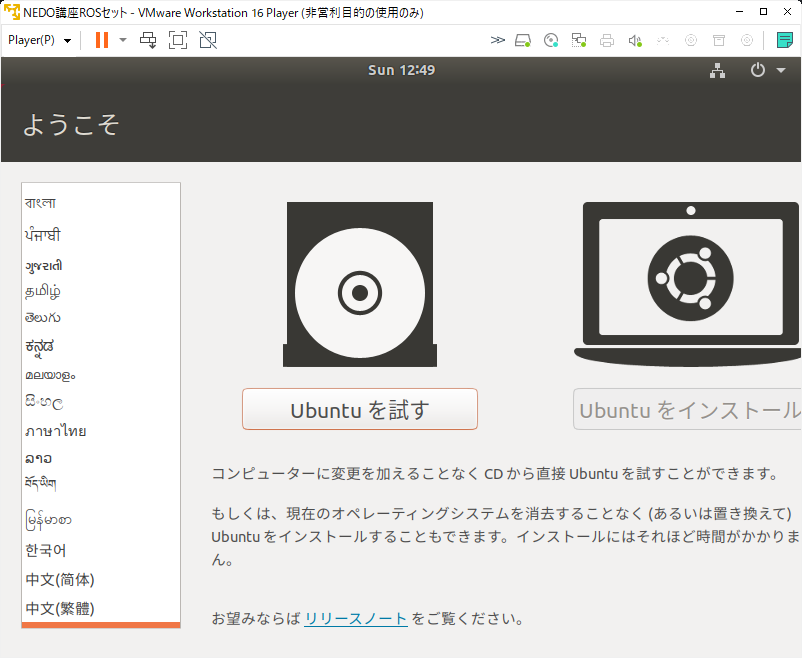 NEDO講座ROSセット - VMware Workstation 16 Player (非営利目的の使用のみ)
Player(P)
Sun 12:49
ようこそ
বাংলা
ਪੰਜਾਬੀ
ગુજરાતી
தமிழ்
తెలుగు
ಕನ್ನಡ
മലയാളം
සිංහල
ภาษาไทย
ລາວ
བོད་ཡིག
မြန်မာစာ
한국어
中文(简体)
中文(繁體)
Ubuntu を試す
Ubuntu をインストール
コンピューターに変更を加えることなく CD から直接 Ubuntu を試すことができます。
もしくは、現在のオペレーティングシステムを消去することなく (あるいは置き換えて)
Ubuntu をインストールすることもできます。インストールにはそれほど時間がかかりま
ん。
お望みならば リリースノート をご覧ください。